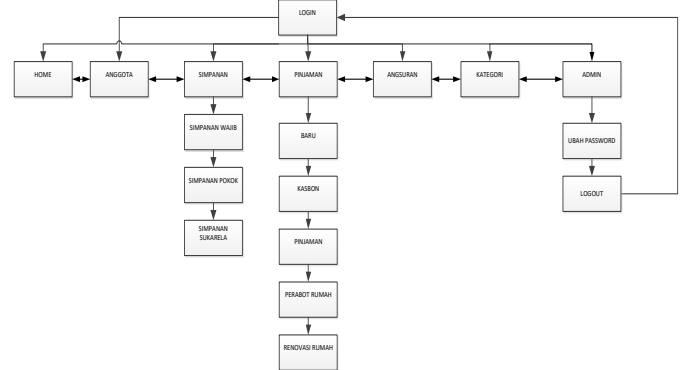 LOGIN
HOME
ANGGOTA
SIMPANAN
PINJAMAN
ANGSURAN
KATEGORI
ADMIN
SIMPANAN WAJIB
BARU
UBAH PASSWORD
SIMPANAN POKOK
KASBON
LOGOUT
SIMPANAN
SUKARELA
PINJAMAN
PERABOT RUMAH
RENOVASI RUMAH